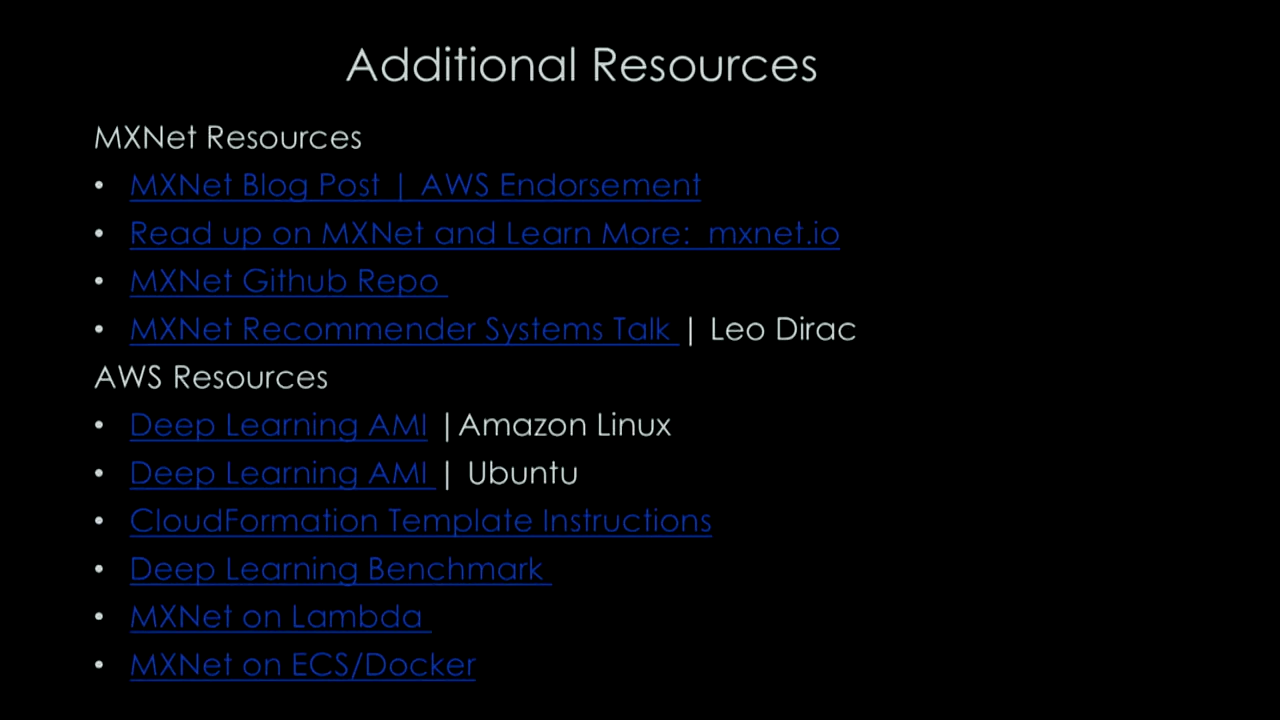 Additional Resources
MXNet Resources
• MXNet Blog Post | AWS Endorsement
• Read up on MXNet and Learn More: mxnet.io
• MXNet Github Repo
• MXNet Recommender Systems Talk | Leo Dirac
AWS Resources
• Deep Learning AMI |Amazon Linux
• Deep Learning AMI | Ubuntu
• CloudFormation Template Instructions
• Deep Learning Benchmark
• MXNet on Lambda
• MXNet on ECS/Docker